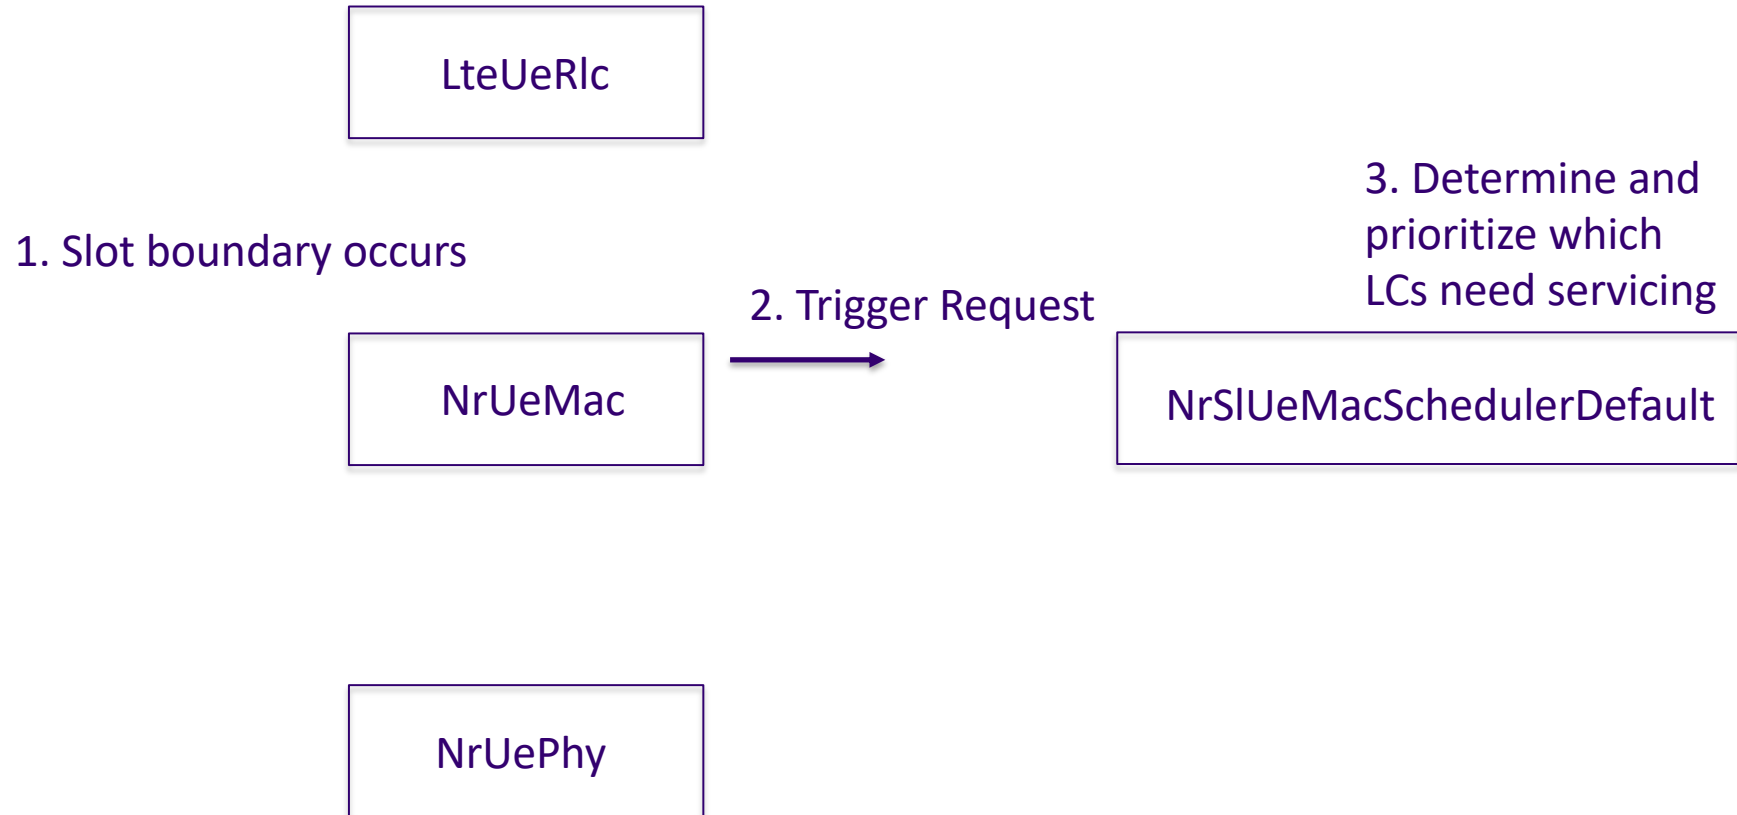 LteUeRlc
1. Slot boundary occurs
2. Trigger Request
3. Determine and
prioritize which
LCs need servicing
NrUeMac
NrSlUeMacSchedulerDefault
NrUePhy